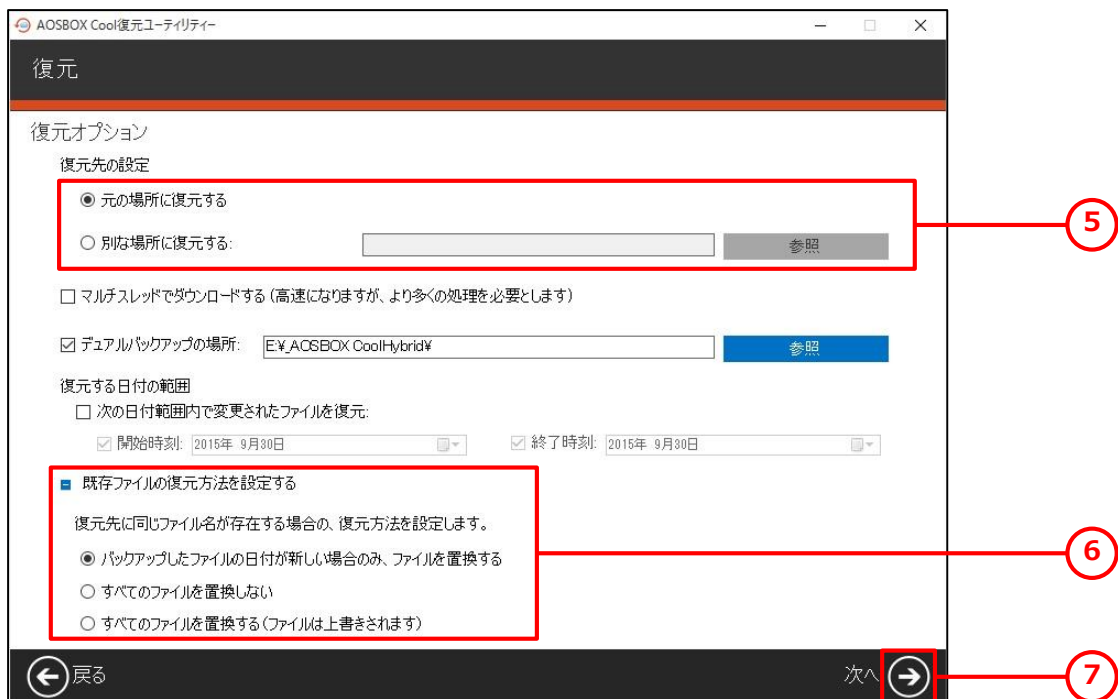 AOSBOX Cool復元ユーティリティー
復元
復元オプション
復元先の設定
元の場所に復元する
5
別な場所に復元する: 参照
マルチスレッドでダウンロードする(高速になりますが、より多くの処理を必要とします)
デュアルバックアップの場所: E:¥_AOSBOX CoolHybrid¥ 参照
復元する日付の範囲
次の日付範囲内で変更されたファイルを復元:
開始時刻: 2015年 9月30日 終了時刻: 2015年 9月30日
既存ファイルの復元方法を設定する
復元先に同じファイル名が存在する場合の、復元方法を設定します。
バックアップしたファイルの日付が新しい場合のみ、ファイルを置換する
6
すべてのファイルを置換しない
すべてのファイルを置換する(ファイルは上書きされます)
戻る 次へ 7